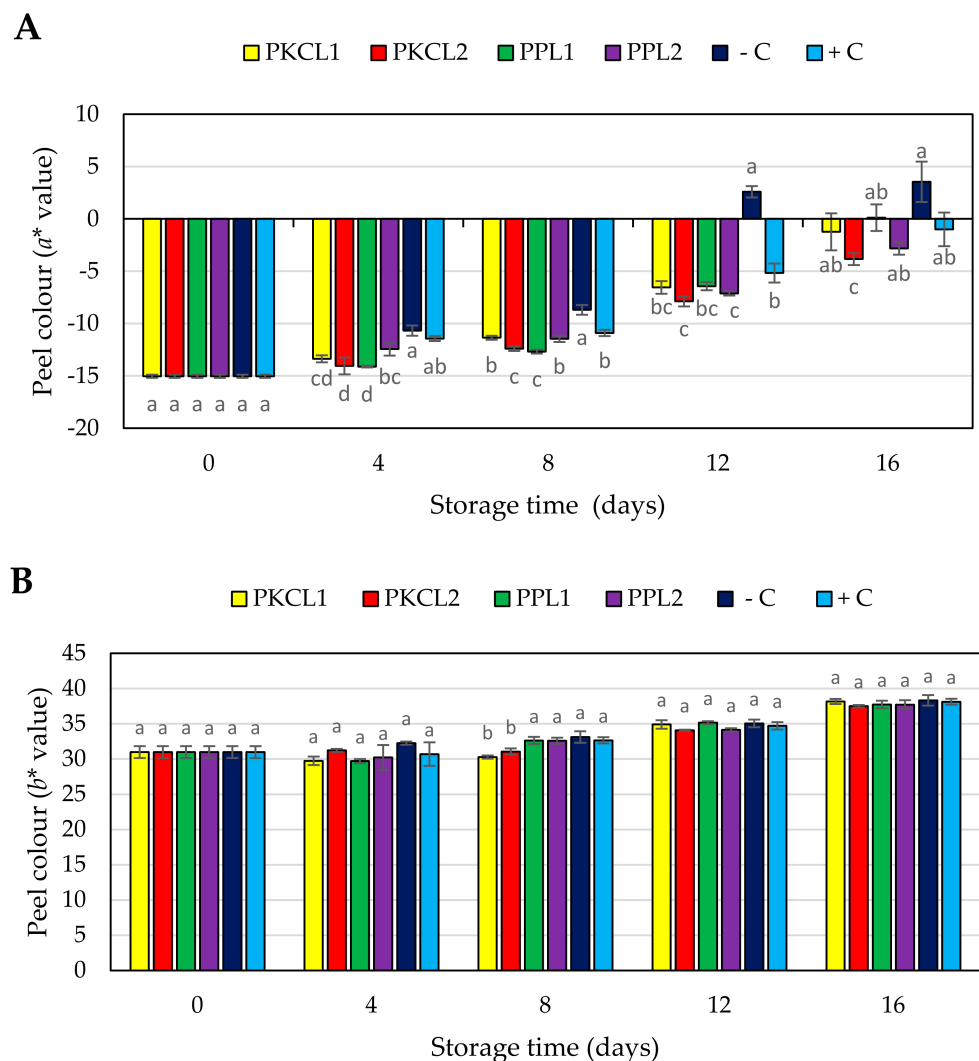 A
PKCL1 PKCL2 PPL1 PPL2 - C + C
Peel colour (a* value)
10
5
0
-5
-10
-15
-20
a a a a a a
cd d d bc a ab
b c c b a b
bc c bc c a b
ab c ab ab a ab
0 4 8 12 16
Storage time (days)
B
PKCL1 PKCL2 PPL1 PPL2 - C + C
Peel colour (b* value)
45
40
35
30
25
20
15
10
5
0
a a a a a a
a a a a a a
b b a a a a
a a a a a a
a a a a a a
0 4 8 12 16
Storage time (days)